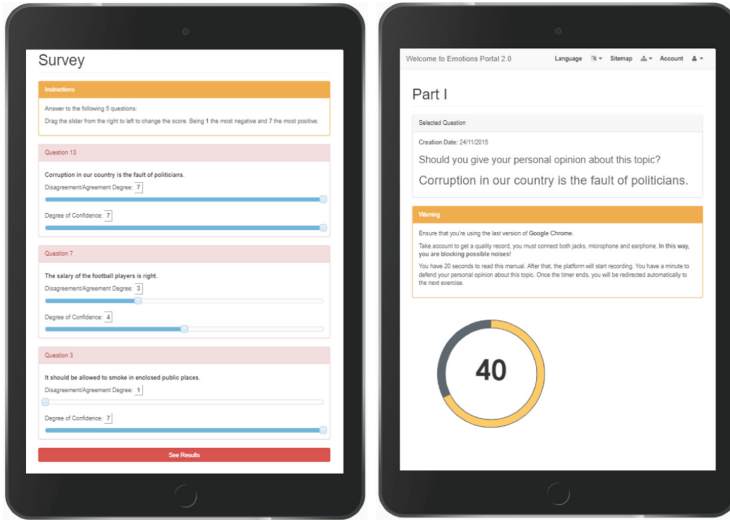 Survey
Instructions
Answer to the following 5 questions:
Drag the slider from the right to left to change the score. Being 1 the most negative and 7 the most positive.
Question 13
Corruption in our country is the fault of politicians.
Disagreement/Agreement Degree: 7
Degree of Confidence: 7
Question 7
The salary of the football players is right.
Disagreement/Agreement Degree: 3
Degree of Confidence: 4
Question 3
It should be allowed to smoke in enclosed public places.
Disagreement/Agreement Degree: 1
Degree of Confidence: 7
See Results
Welcome to Emotions Portal 2.0 Language Sitemap Account
Part I
Selected Question
Creation Date: 24/11/2015
Should you give your personal opinion about this topic?
Corruption in our country is the fault of politicians.
Warning
Ensure that you're using the last version of Google Chrome.
Take account to get a quality record, you must connect both jacks, microphone and earphone. In this way,
you are blocking possible noises!
You have 20 seconds to read this manual. After that, the platform will start recording. You have a minute to
defend your personal opinion about this topic. Once the timer ends, you will be redirected automatically to
the next exercise.
40